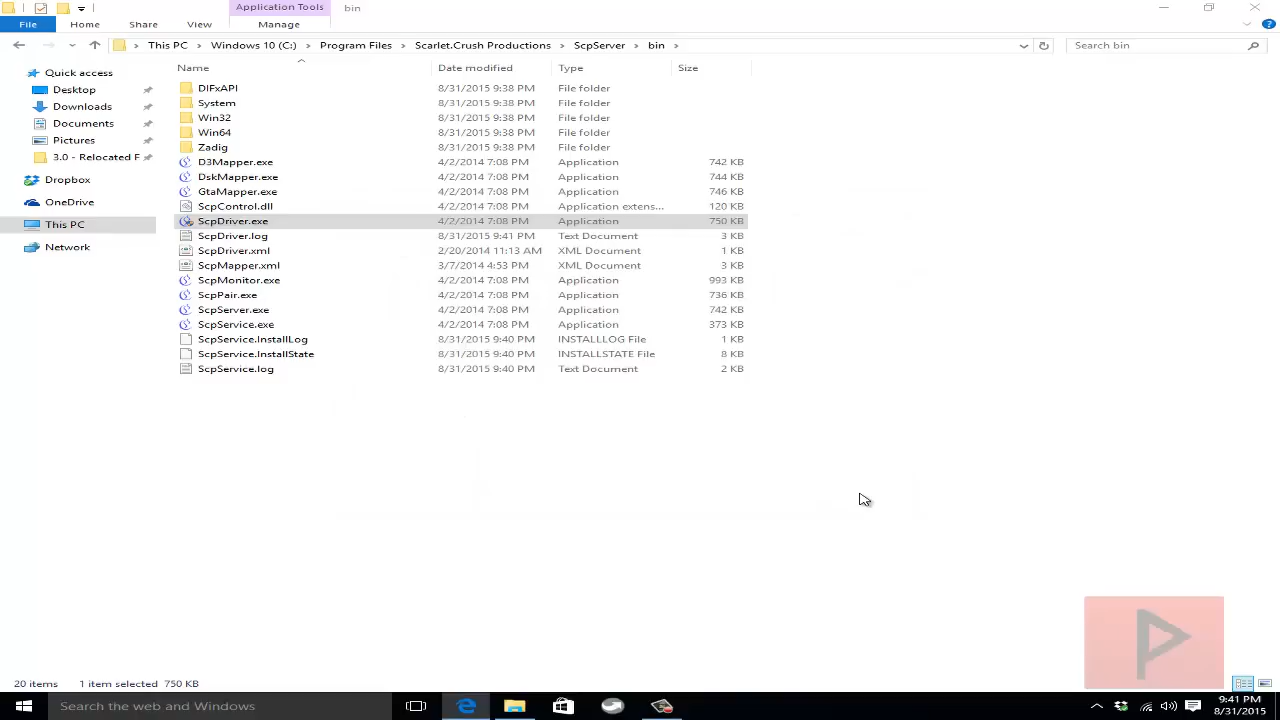 Application Tools bin
File Home Share View Manage
This PC Windows 10 (C:) Program Files Scarlet.Crush Productions ScpServer bin Search bin
Name Date modified Type Size
Quick access
Desktop
Downloads
Documents
Pictures
3.0 - Relocated F
Dropbox
OneDrive
This PC
Network
DIFxAPI 8/31/2015 9:38 PM File folder
System 8/31/2015 9:38 PM File folder
Win32 8/31/2015 9:38 PM File folder
Win64 8/31/2015 9:38 PM File folder
Zadig 8/31/2015 9:38 PM File folder
D3Mapper.exe 4/2/2014 7:08 PM Application 742 KB
DskMapper.exe 4/2/2014 7:08 PM Application 744 KB
GtaMapper.exe 4/2/2014 7:08 PM Application 746 KB
ScpControl.dll 4/2/2014 7:08 PM Application extens... 120 KB
ScpDriver.exe 4/2/2014 7:08 PM Application 750 KB
ScpDriver.log 8/31/2015 9:41 PM Text Document 3 KB
ScpDriver.xml 2/20/2014 11:13 AM XML Document 1 KB
ScpMapper.xml 3/7/2014 4:53 PM XML Document 3 KB
ScpMonitor.exe 4/2/2014 7:08 PM Application 993 KB
ScpPair.exe 4/2/2014 7:08 PM Application 736 KB
ScpServer.exe 4/2/2014 7:08 PM Application 742 KB
ScpService.exe 4/2/2014 7:08 PM Application 373 KB
ScpService.InstallLog 8/31/2015 9:40 PM INSTALLLOG File 1 KB
ScpService.InstallState 8/31/2015 9:40 PM INSTALLSTATE File 8 KB
ScpService.log 8/31/2015 9:40 PM Text Document 2 KB
P
20 items 1 item selected 750 KB
Search the web and Windows
9:41 PM
8/31/2015